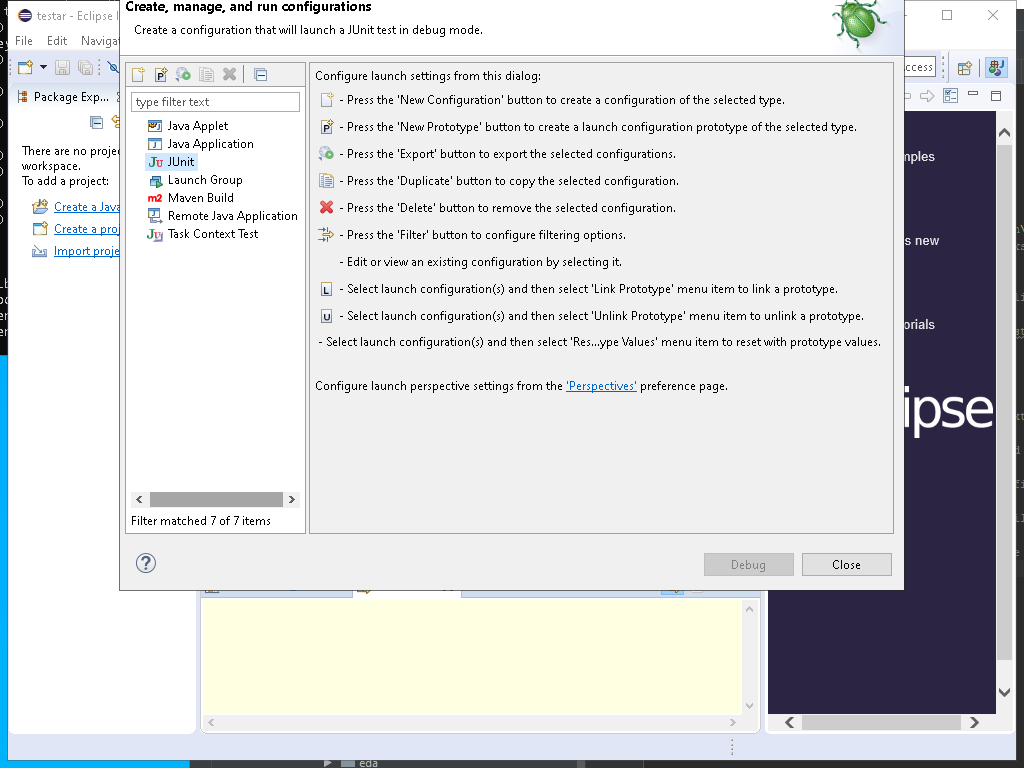 testar - Eclipse
Create, manage, and run configurations
Create a configuration that will launch a JUnit test in debug mode.
File Edit
Package Exp...
There are no
workspace.
To add a project:
Create a
Create a
Import
type filter text
Java Applet
Java Application
JUnit
Launch Group
Maven Build
Remote Java Application
Task Context Test
Filter matched 7 of 7 items
Configure launch settings from this dialog:
- Press the 'New Configuration' button to create a configuration of the selected type.
- Press the 'New Prototype' button to create a launch configuration prototype of the selected type.
- Press the 'Export' button to export the selected configurations.
- Press the 'Duplicate' button to copy the selected configuration.
- Press the 'Delete' button to remove the selected configuration.
- Press the 'Filter' button to configure filtering options.
- Edit or view an existing configuration by selecting it.
L - Select launch configuration(s) and then select 'Link Prototype' menu item to link a prototype.
U - Select launch configuration(s) and then select 'Unlink Prototype' menu item to unlink a prototype.
- Select launch configuration(s) and then select 'Res...ype Values' menu item to reset with prototype values.
Configure launch perspective settings from the 'Perspectives' preference page.
Debug
Close
new
eda